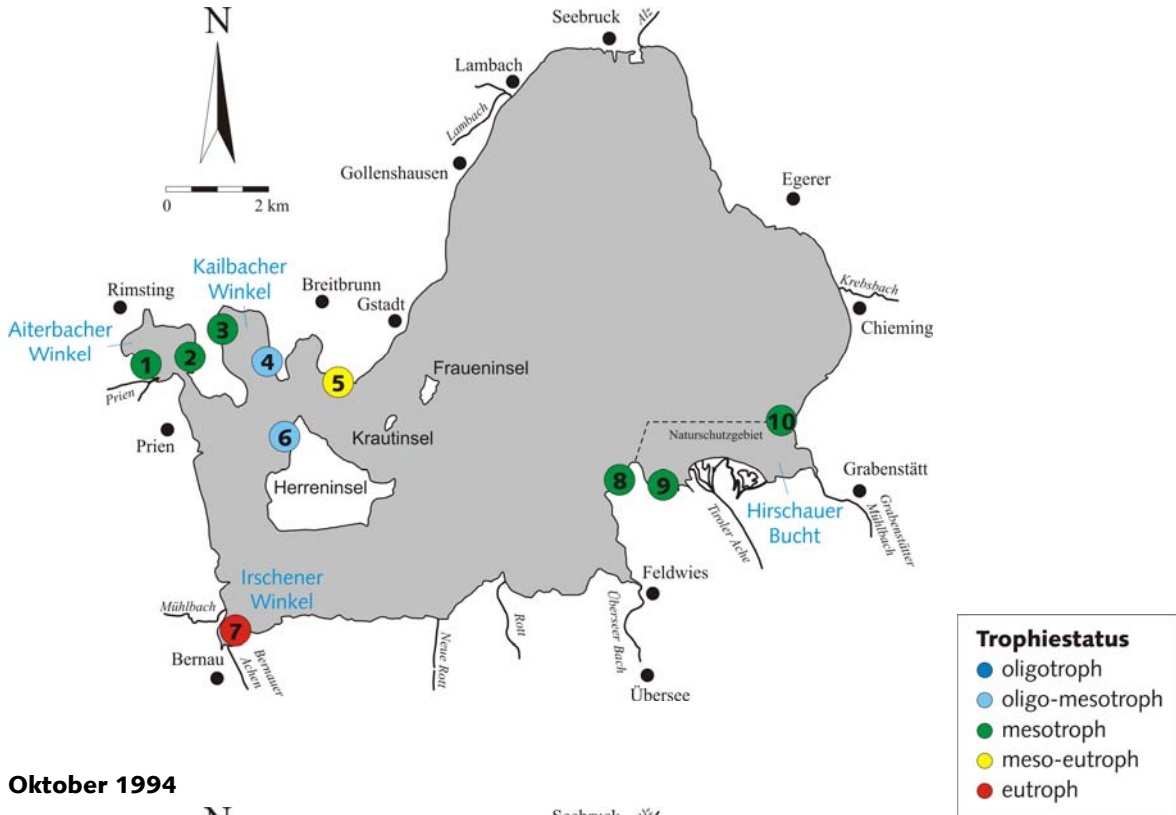 N
0 2 km
Seebruck
Alz
Lambach
Lambach
Gollenshausen
Egerer
Krebsbach
Chieming
Kailbacher
Winkel
Breitbrunn
Gstadt
Rimsting
Aiterbacher
Winkel
Prien
Prien
1
2
3
4
5
6
Fraueninsel
Krautinsel
Herreninsel
10
Naturschutzgebiet
8
9
Grabenstätt
Grabenstätter
Mühlbach
Hirschauer
Bucht
Tiroler Ache
Irschener
Winkel
Mühlbach
7
Bernau
Bernauer
Achen
Neue Rott
Rott
Überseer Bach
Feldwies
Übersee
Trophiestatus
oligotroph
oligo-mesotroph
mesotroph
meso-eutroph
eutroph
Oktober 1994